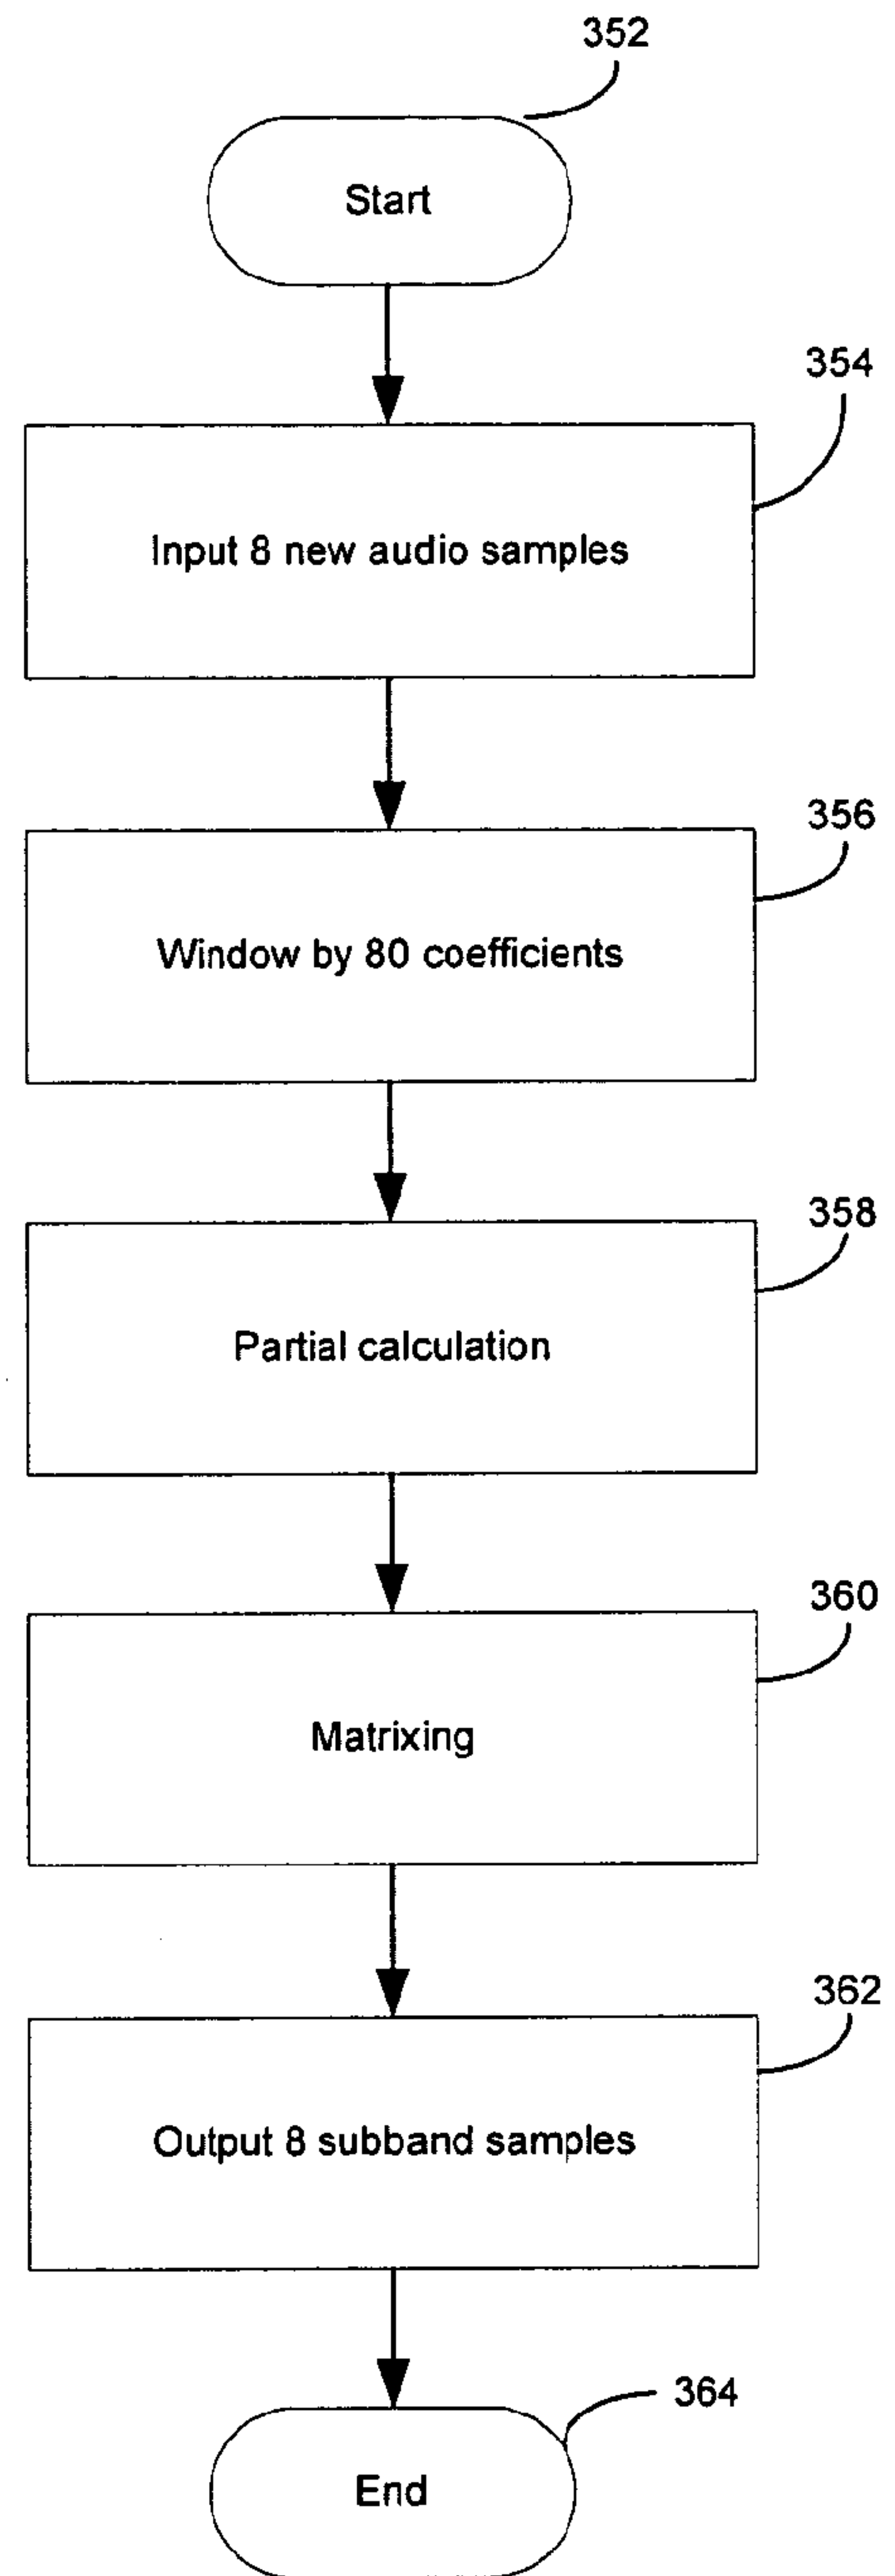 352
Start
354
Input 8 new audio samples
356
Window by 80 coefficients
358
Partial calculation
360
Matrixing
362
Output 8 subband samples
364
End